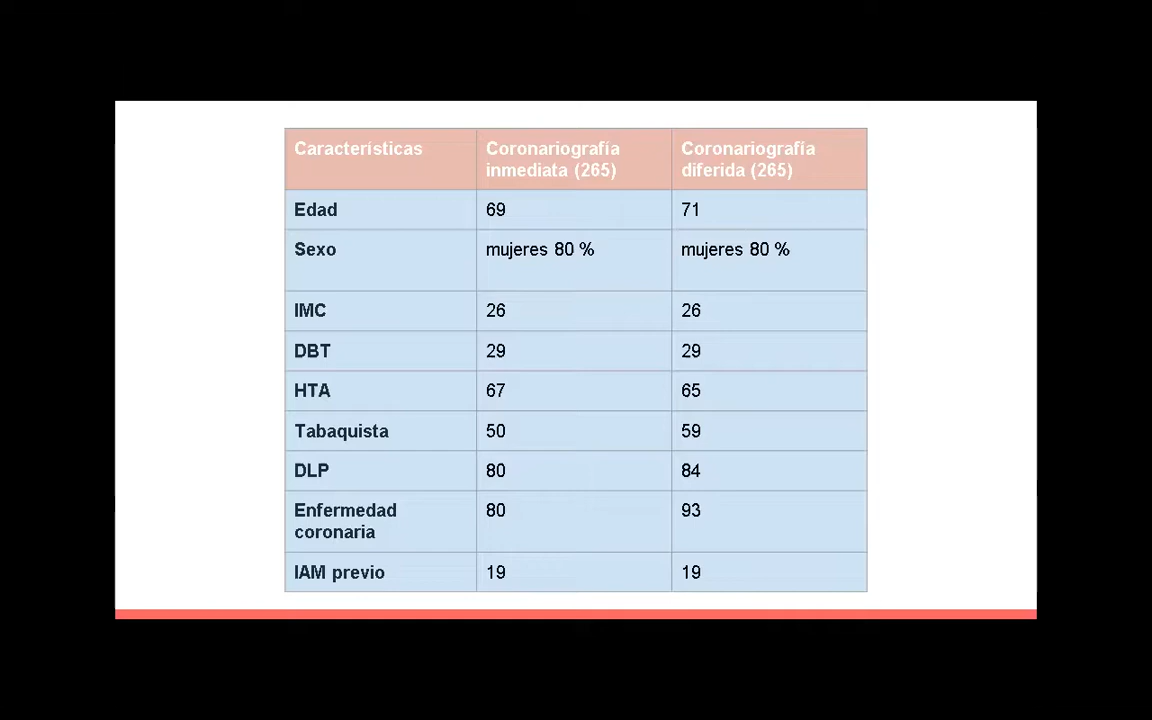 Características
Coronariografía
inmediata (265)
Coronariografía
diferida (265)
Edad
69
71
Sexo
mujeres 80 %
mujeres 80 %
IMC
26
26
DBT
29
29
HTA
67
65
Tabaquista
50
59
DLP
80
84
Enfermedad
coronaria
80
93
IAM previo
19
19